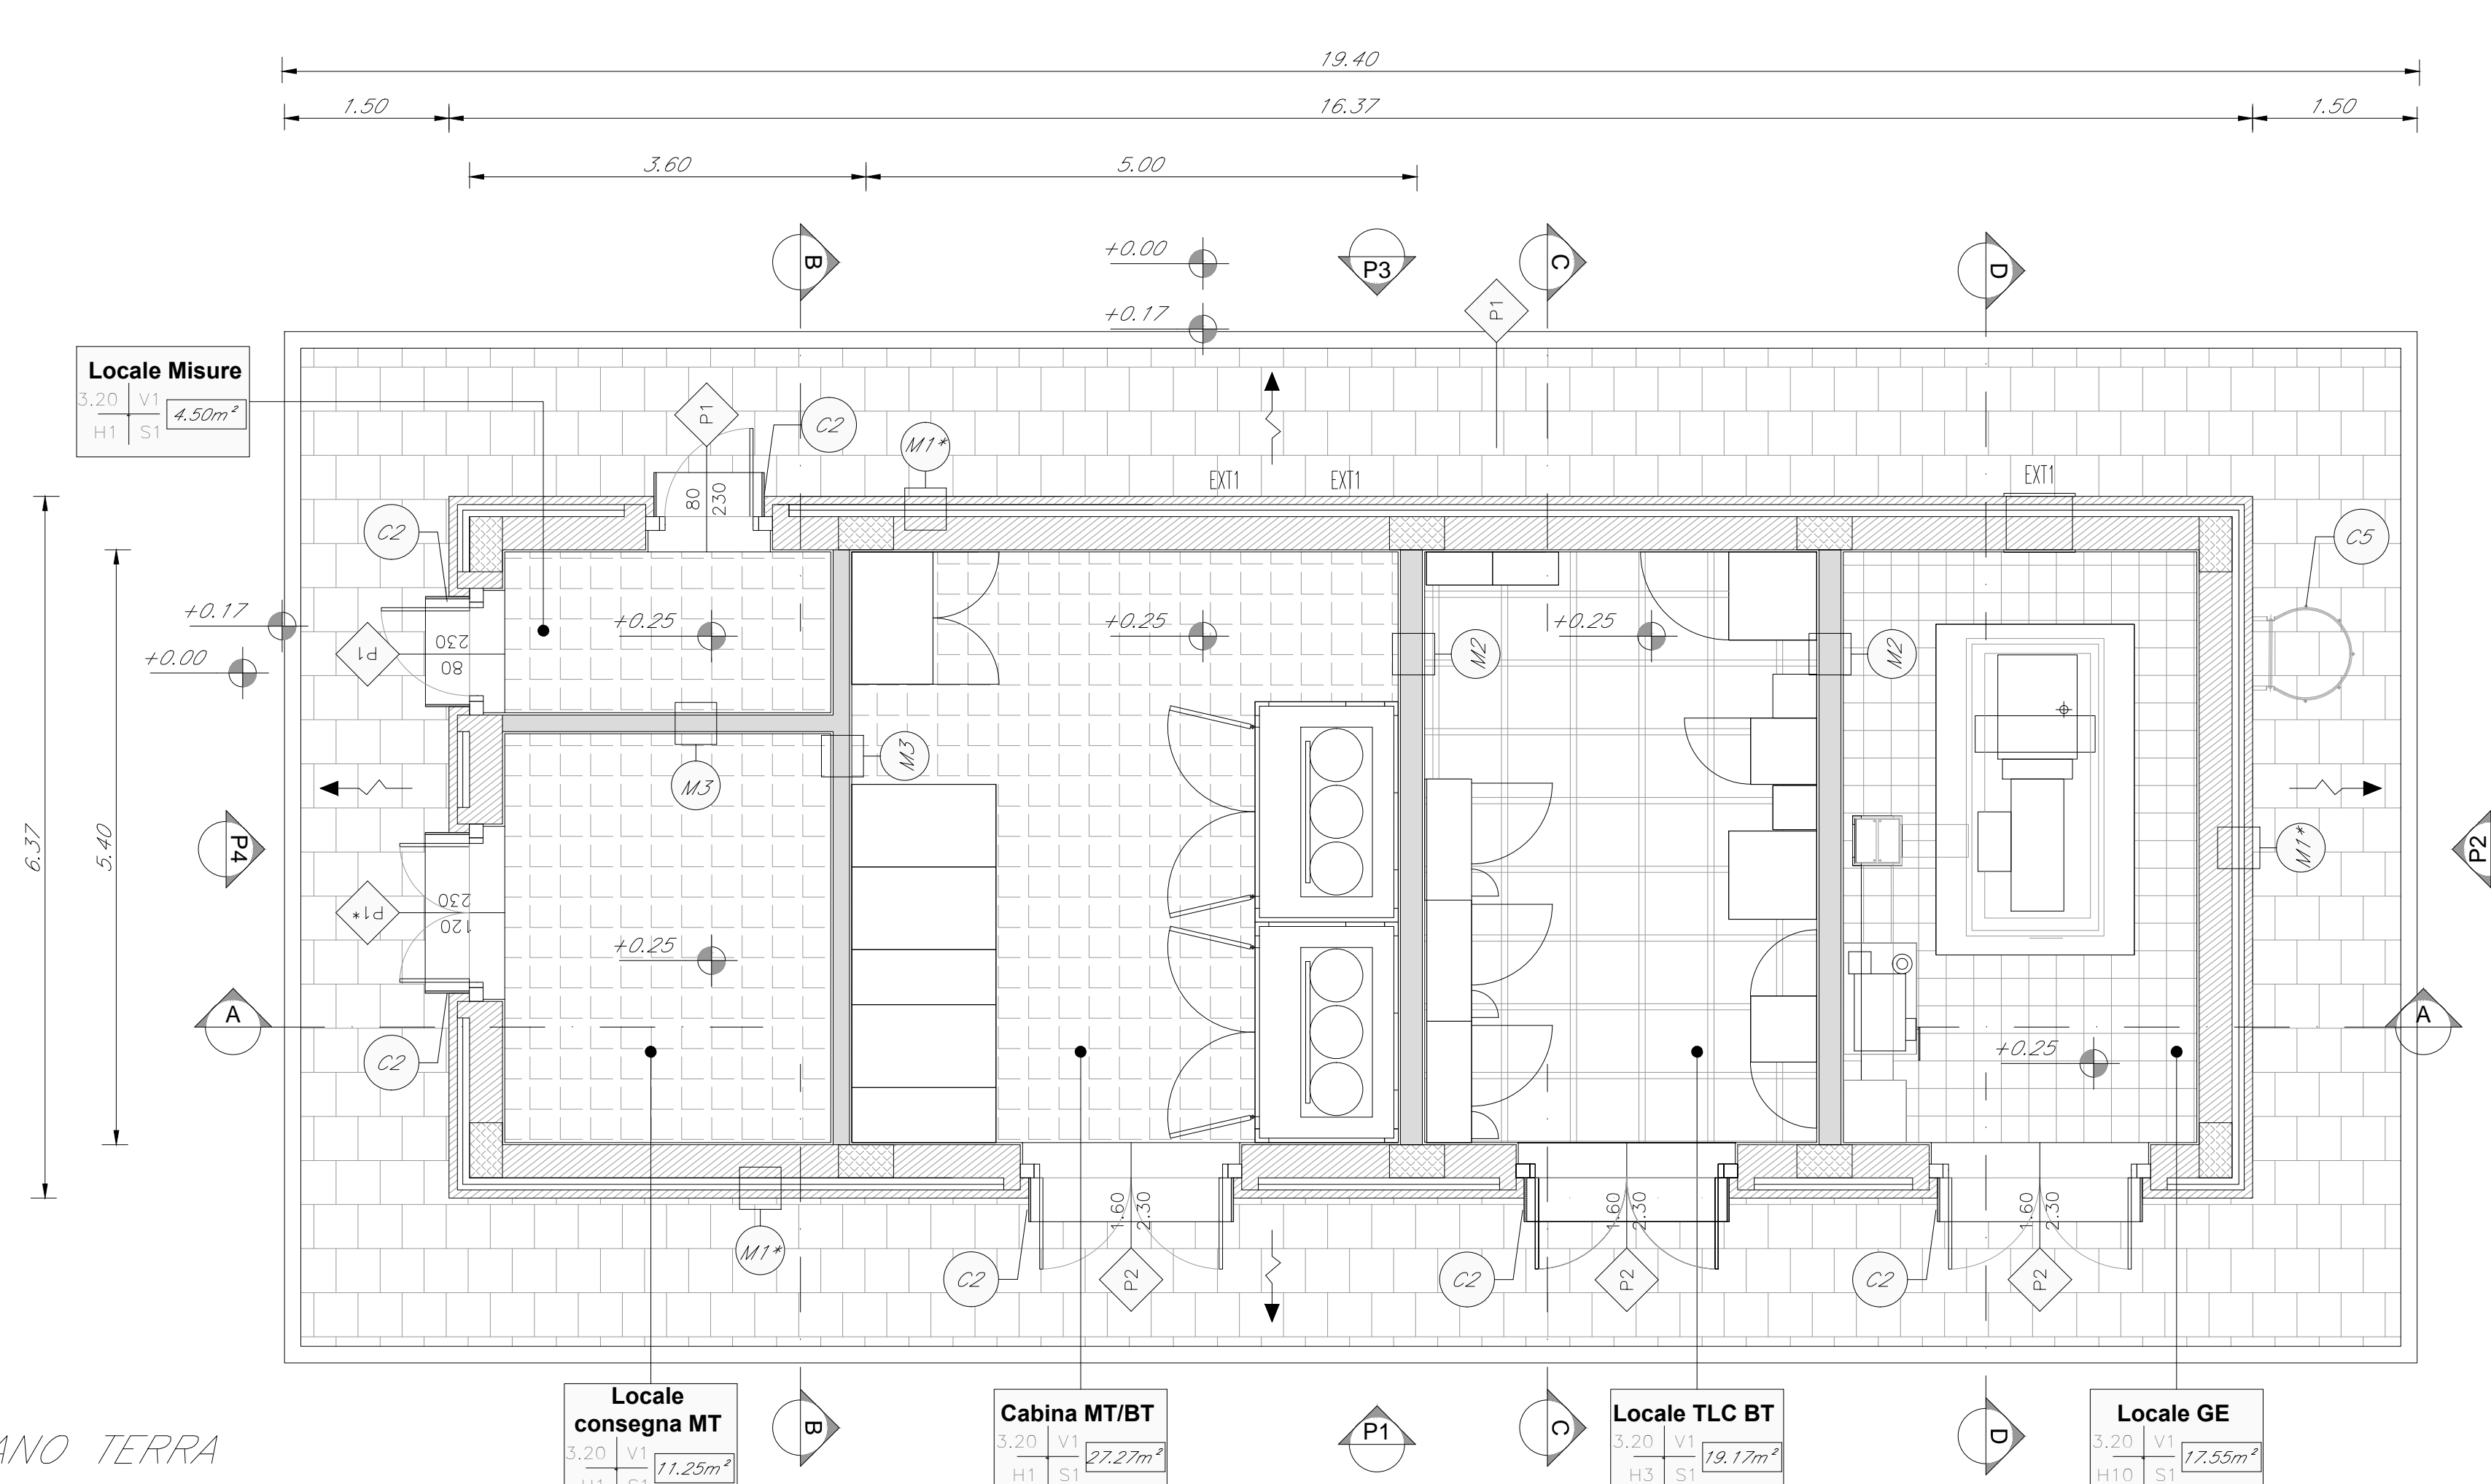 19.40
1.50
16.37
1.50
3.60
5.00
B
+0.00
P3
C
D
+0.17
P1
Locale Misure
3.20 V1
4.50m²
H1 S1
P1
C2
M1*
EXT1
EXT1
EXT1
80
230
C2
C5
+0.17
+0.25
+0.25
+0.25
+0.00
P1
230
80
M2
M2
M3
M3
6.37
5.40
P4
M1*
P2
P1*
230
120
+0.25
A
A
+0.25
C2
1.60
2.30
1.60
2.30
1.60
2.30
M1*
C2
P2
C2
P2
C2
P2
Locale
consegna MT
3.20 V1
11.25m²
H1 S1
B
Cabina MT/BT
3.20 V1
27.27m²
H1 S1
P1
C
Locale TLC BT
3.20 V1
19.17m²
H3 S1
D
Locale GE
3.20 V1
17.55m²
H10 S1
ANO TERRA